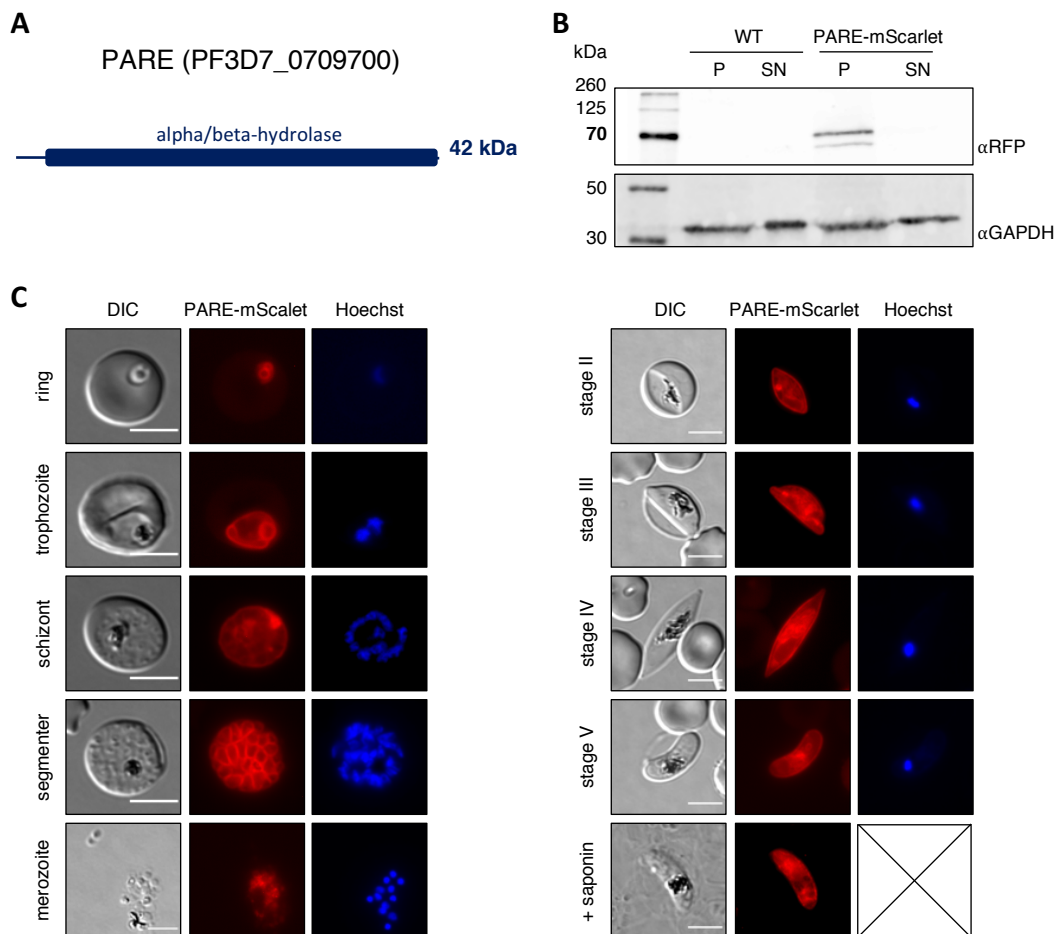 A
PARE (PF3D7_0709700)
alpha/beta-hydrolase
42 kDa
B
WT PARE-mScarlet
kDa P SN P SN
260
125
70
αRFP
50
30
αGAPDH
C
DIC PARE-mScalet Hoechst
ring
trophozoite
schizont
segmenter
merozoite
DIC PARE-mScarlet Hoechst
stage II
stage III
stage IV
stage V
+ saponin